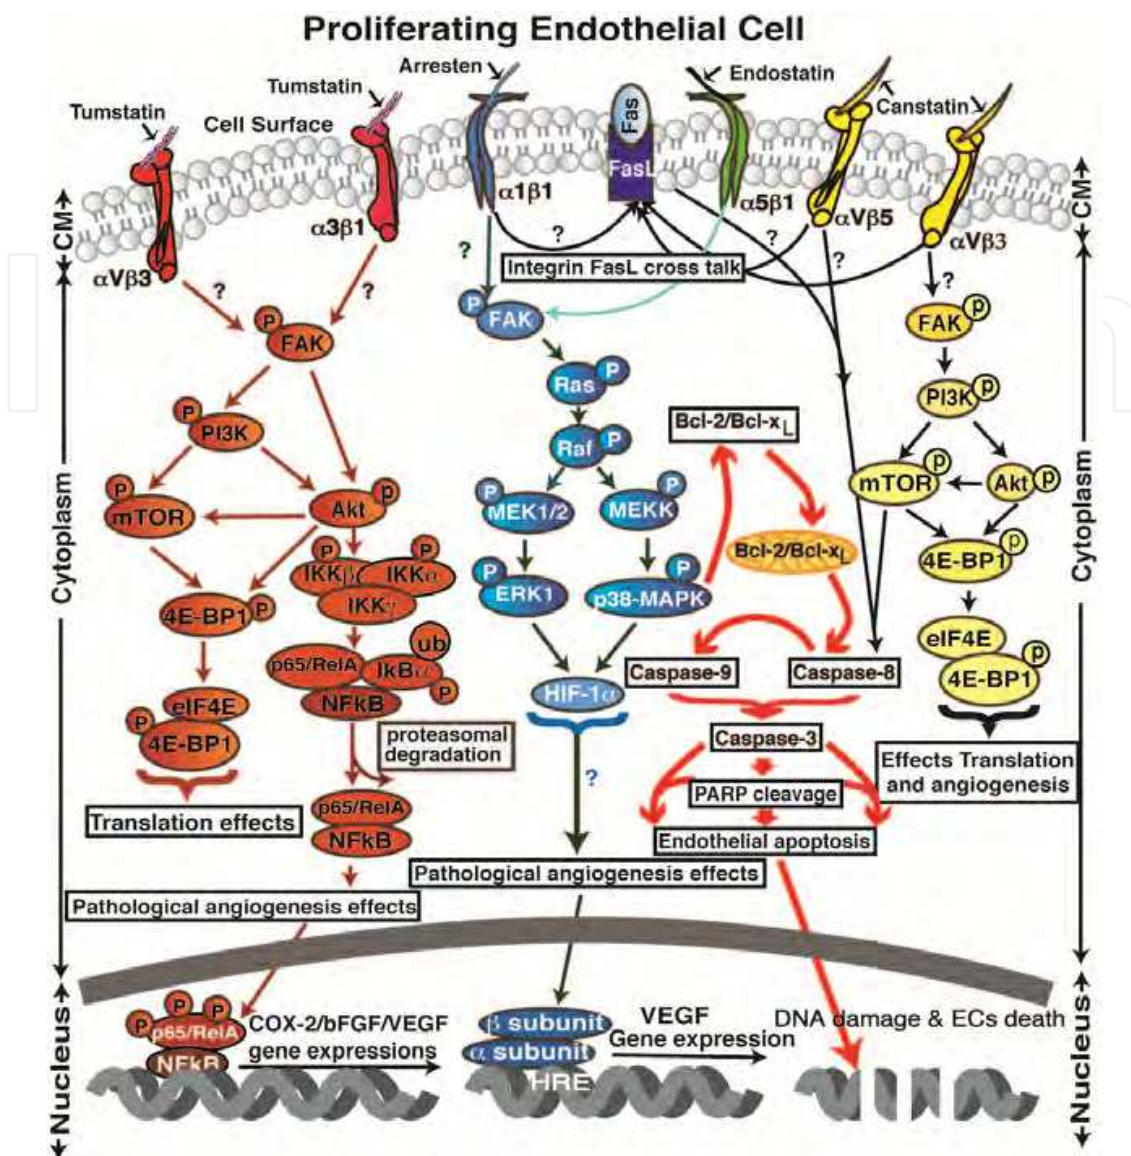 Proliferating Endothelial Cell
Arresten
Endostatin
Tumstatin
Tumstatin
Canstatin
Cell Surface
Fas
FasL
CM
CM
α1β1
α5β1
αVβ5
α3β1
αVβ3
αVβ3
?
?
?
?
?
?
?
Integrin FasL cross talk
P
FAK
P
FAK
FAK
p
P
Ras
P
PI3K
P
PI3K
p
Bcl-2/Bcl-xL
Raf
P
P
mTOR
Akt
p
P
MEK1/2
P
MEKK
mTOR
p
Akt
p
Cytoplasm
Cytoplasm
P
P
IKKβ
IKKα
IKKγ
Bcl-2/Bcl-xL
4E-BP1
p
P
ERK1
P
p38-MAPK
4E-BP1
P
ub
p65/RelA
IkBα
P
NFkB
eIF4E
4E-BP1
p
Caspase-9
Caspase-8
HIF-1α
eIF4E
P
4E-BP1
proteasomal
degradation
Caspase-3
?
Effects Translation
and angiogenesis
PARP cleavage
Translation effects
p65/RelA
NFkB
Endothelial apoptosis
Pathological angiogenesis effects
Pathological angiogenesis effects
Nucleus
Nucleus
P
P
P
p65/RelA
NFkB
COX-2/bFGF/VEGF
gene expressions
β subunit
α subunit
HRE
VEGF
Gene expression
DNA damage & ECs death